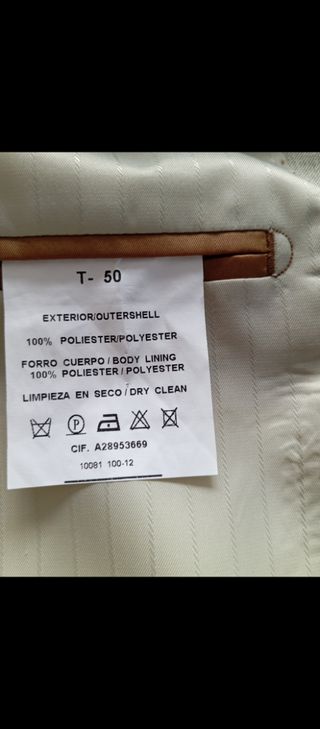 T- 50
EXTERIOR/OUTERSHELL
100% POLIESTER/POLYESTER
FORRO CUERPO / BODY LINING
100% POLIESTER / POLYESTER
LIMPIEZA EN SECO / DRY CLEAN
P
CIF. A28953669
10081 100-12